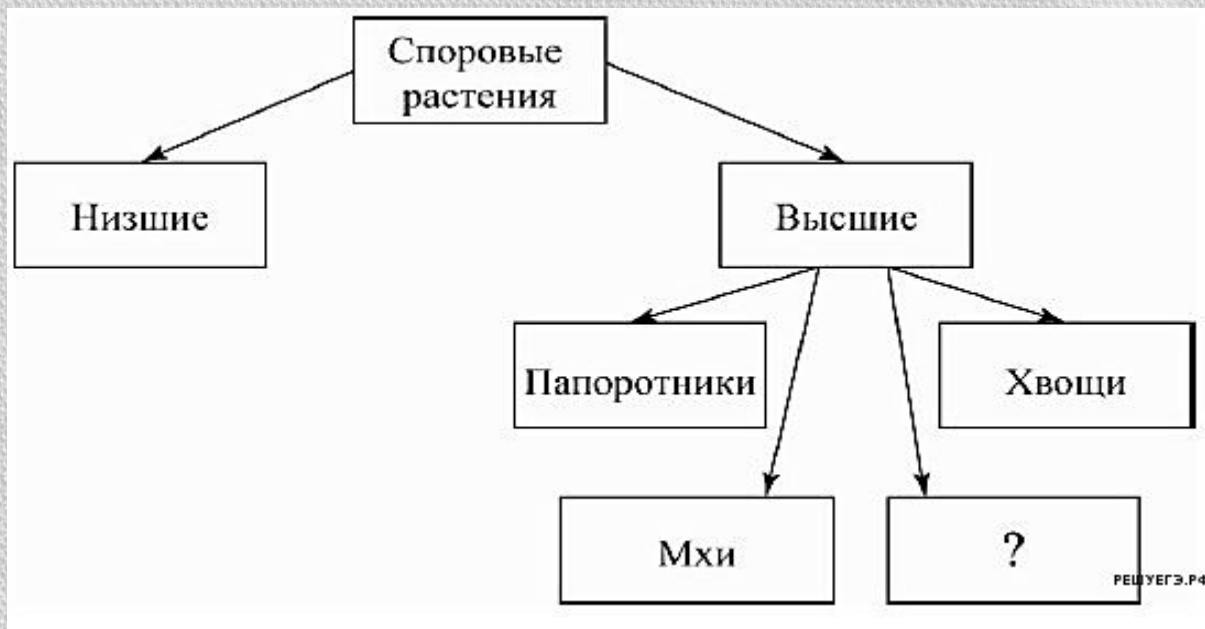 Споровые
растения
Низшие
Высшие
Папоротники
Хвощи
Мхи
?
РЕШУЕГЭ.РФ